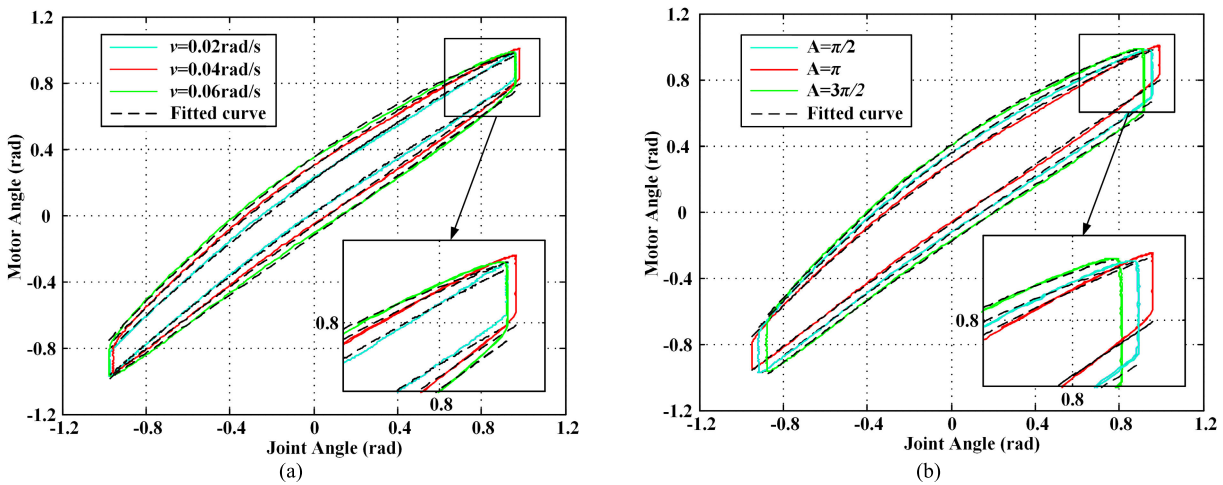 1.2
0.8
0.4
0
-0.4
-0.8
-1.2
Motor Angle (rad)
v=0.02rad/s
v=0.04rad/s
v=0.06rad/s
Fitted curve
0.8
0.8
-1.2 -0.8 -0.4 0 0.4 0.8 1.2
Joint Angle (rad)
(a)
1.2
0.8
0.4
0
-0.4
-0.8
-1.2
Motor Angle (rad)
A=π/2
A=π
A=3π/2
Fitted curve
0.8
0.8
-1.2 -0.8 -0.4 0 0.4 0.8 1.2
Joint Angle (rad)
(b)